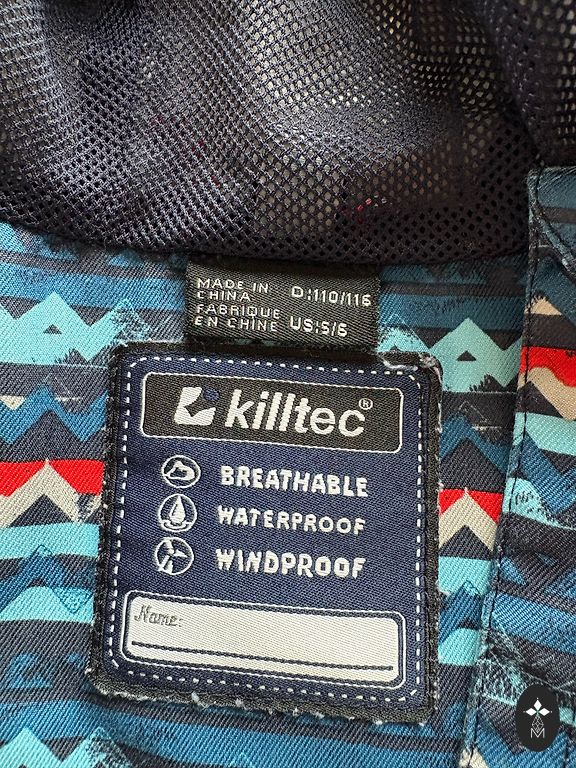 MADE IN CHINA
FABRIQUE EN CHINE
D:110/116
US:5/6
killtec®
BREATHABLE
WATERPROOF
WINDPROOF
Name:
M